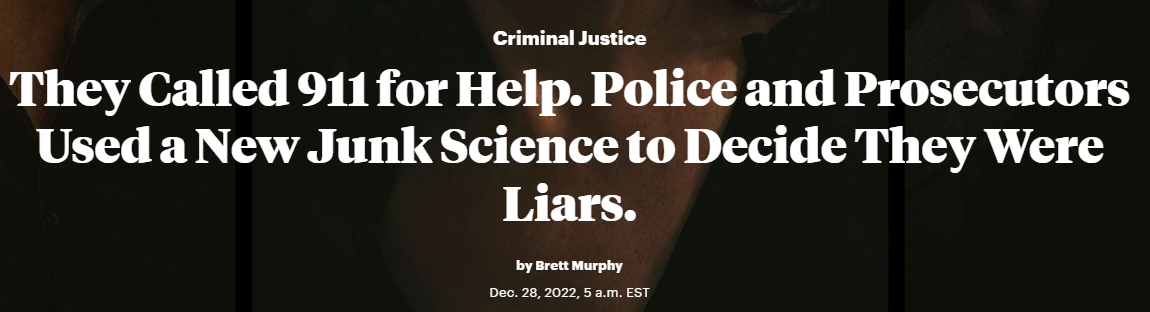 Criminal Justice
They Called 911 for Help. Police and Prosecutors
Used a New Junk Science to Decide They Were
Liars.
by Brett Murphy
Dec. 28, 2022, 5 a.m. EST